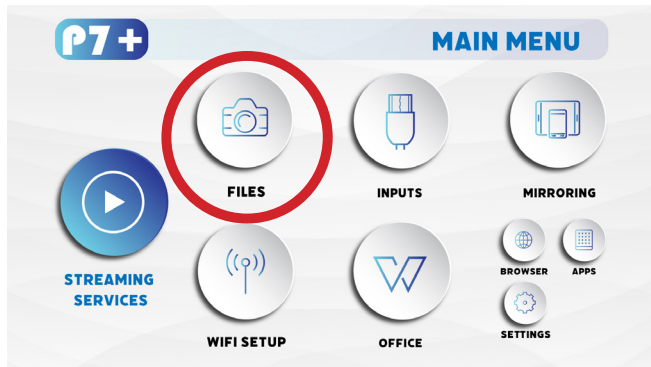 P7+
MAIN MENU
FILES
INPUTS
MIRRORING
STREAMING
SERVICES
BROWSER
APPS
WIFI SETUP
OFFICE
SETTINGS